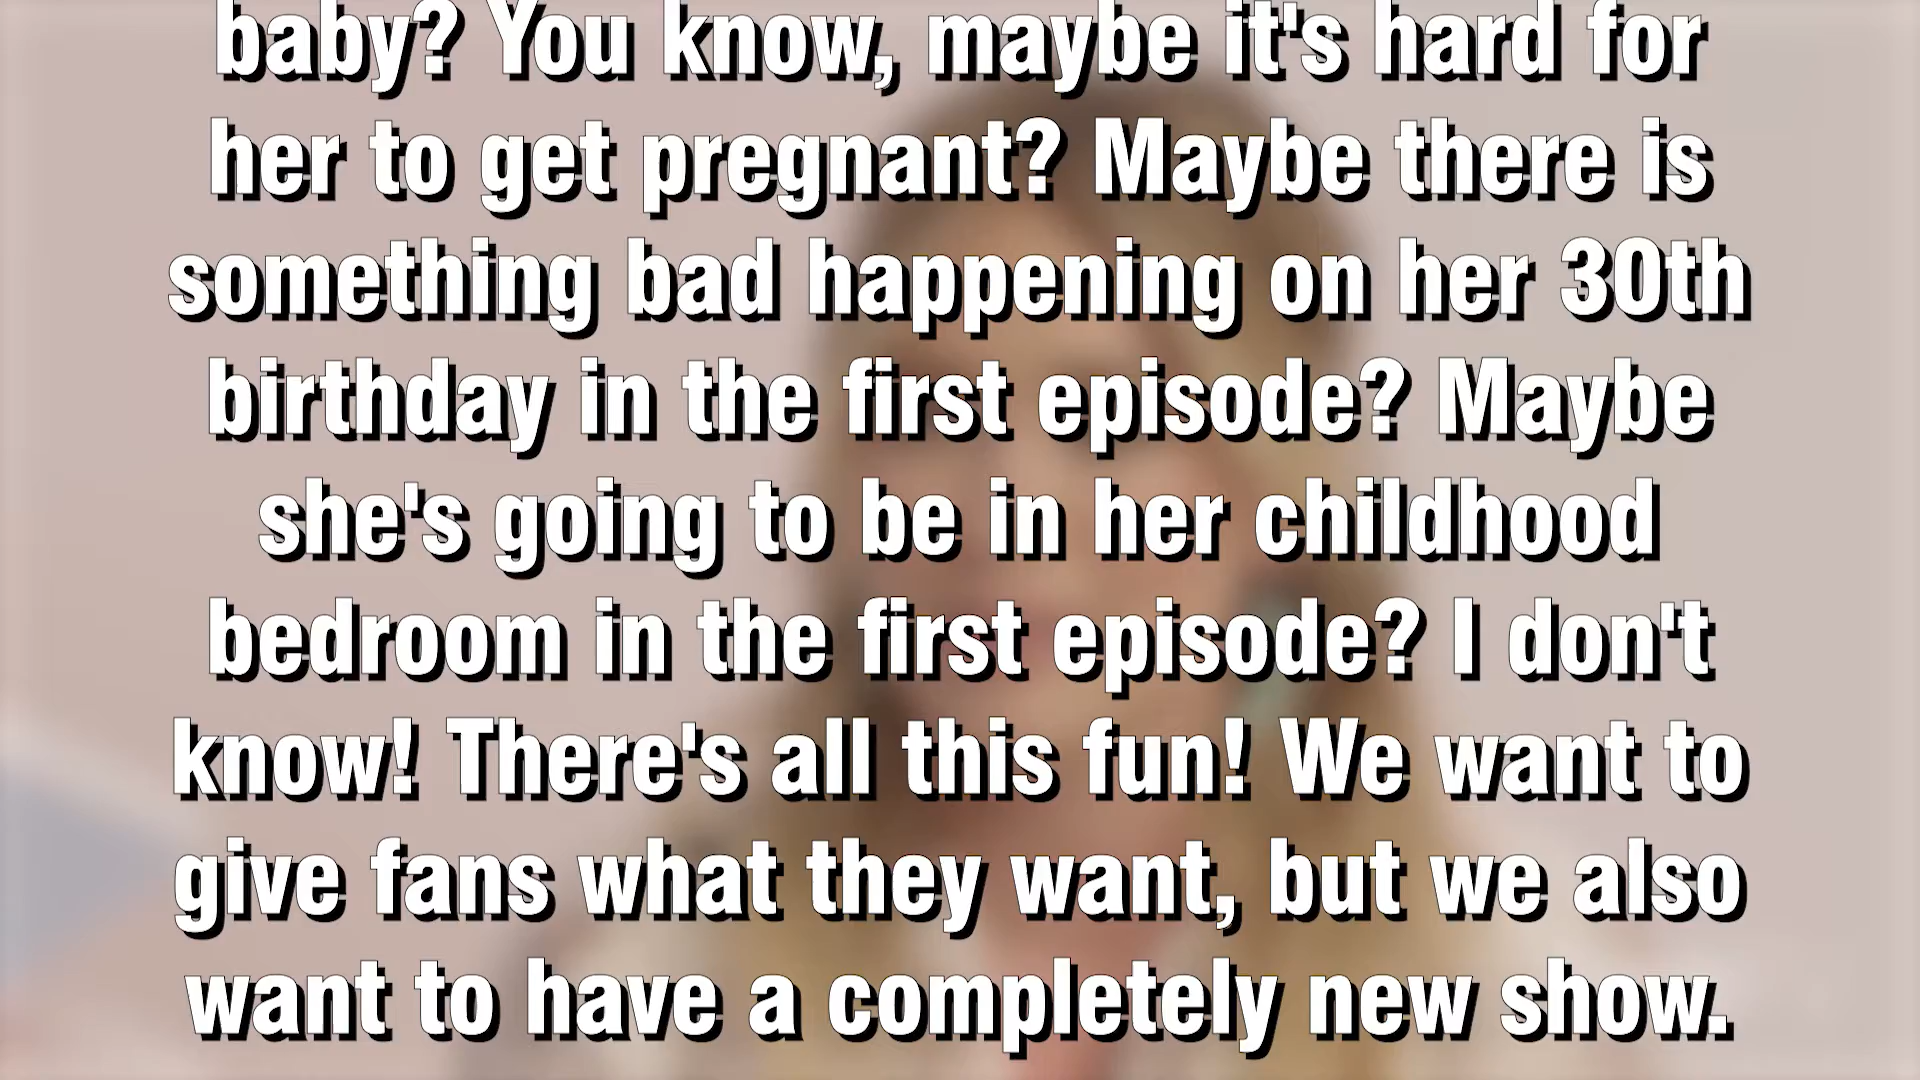 baby? You know, maybe it's hard for
her to get pregnant? Maybe there is
something bad happening on her 30th
birthday in the first episode? Maybe
she's going to be in her childhood
bedroom in the first episode? I don't
know! There's all this fun! We want to
give fans what they want, but we also
want to have a completely new show.